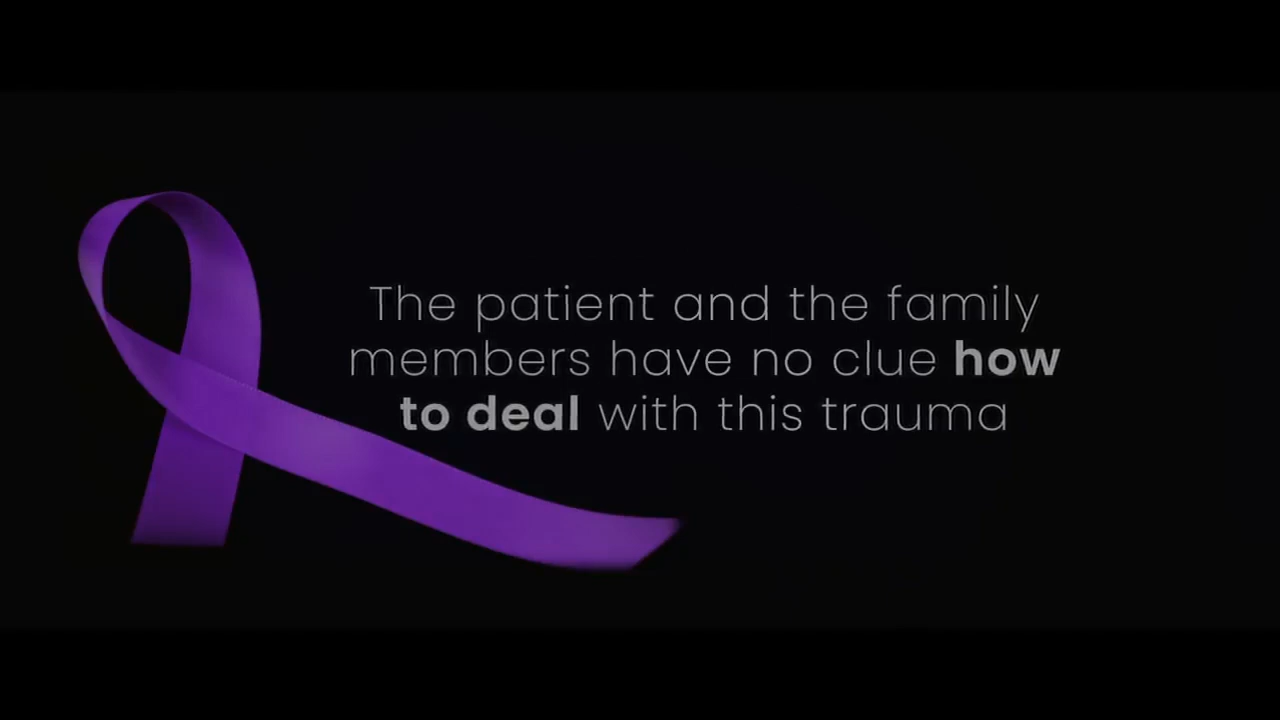 The patient and the family
members have no clue how
to deal with this trauma